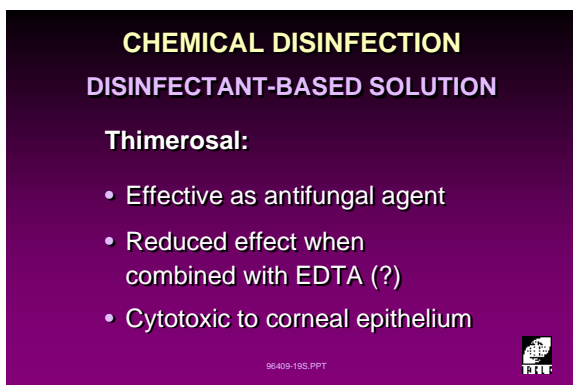 CHEMICAL DISINFECTION
DISINFECTANT-BASED SOLUTION
Thimerosal:
• Effective as antifungal agent
• Reduced effect when
combined with EDTA (?)
• Cytotoxic to corneal epithelium
96409-19S.PPT